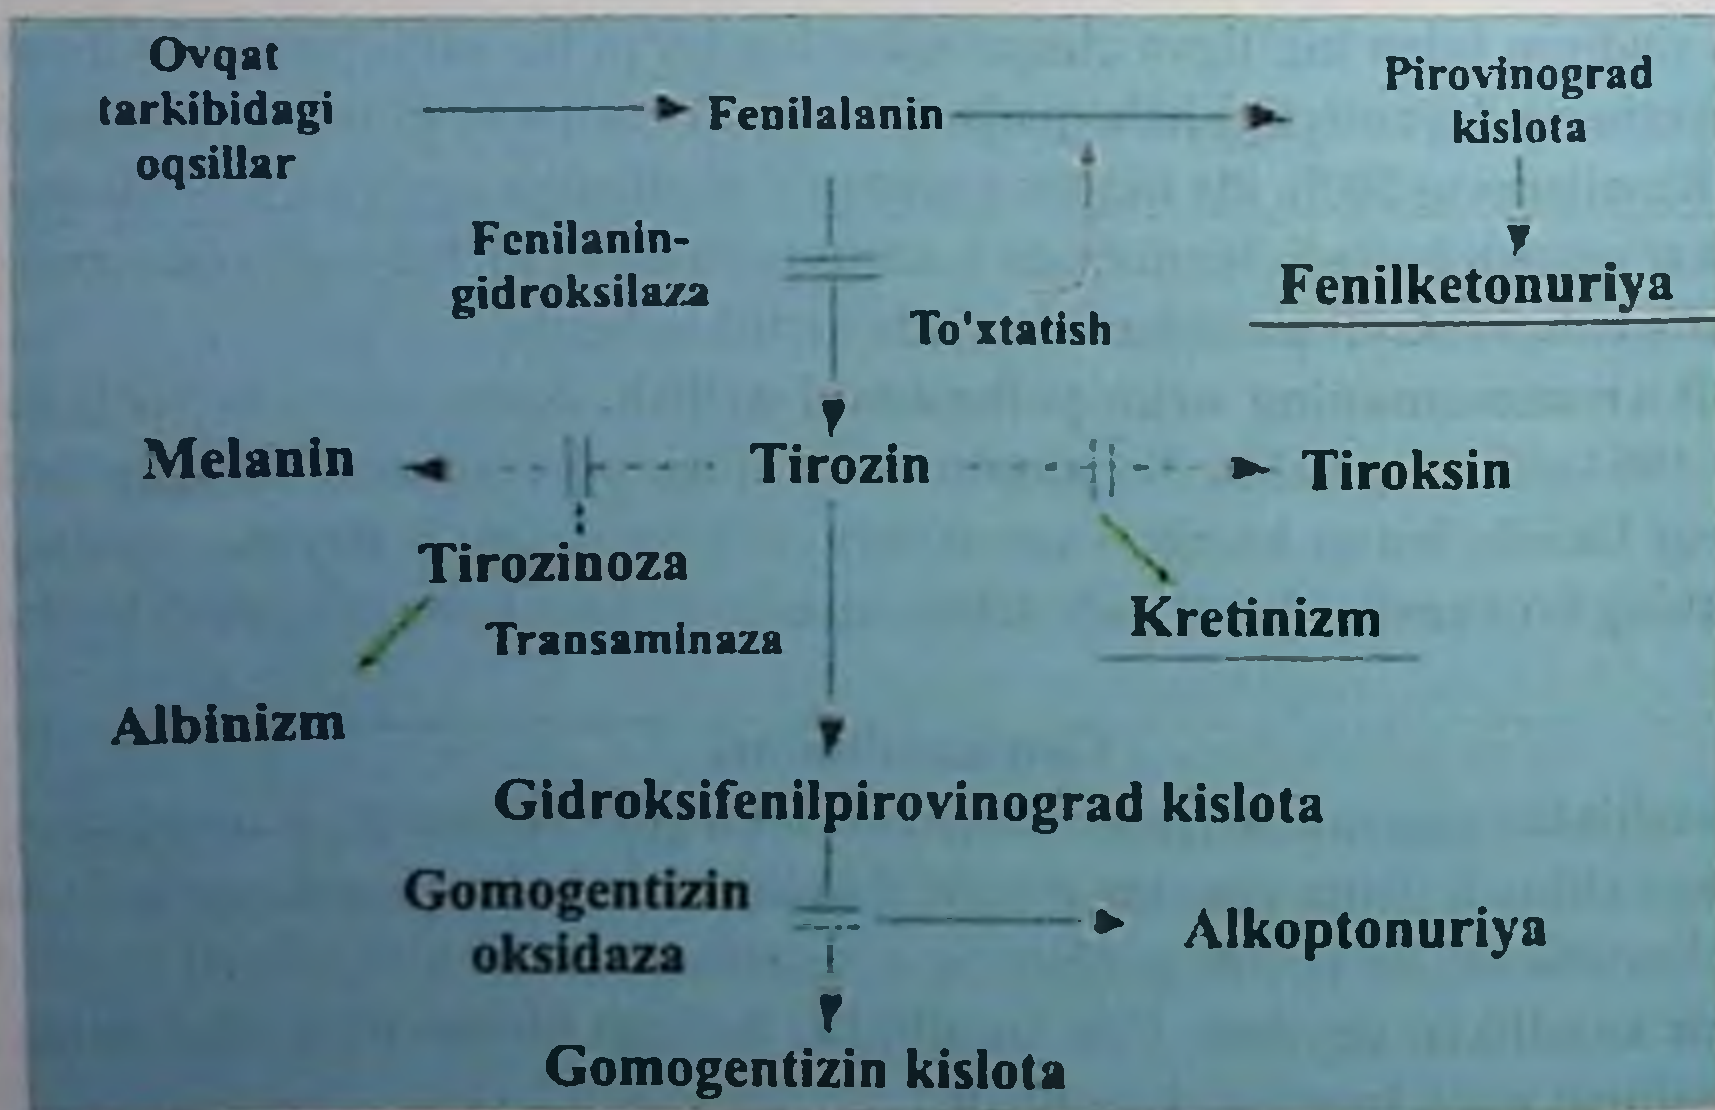 Ovqat
tarkibidagi
oqsillar
Fenilalanin
Pirovinograd
kislota
Fenilanin-
gidroksilaza
To'xtatish
Fenilketonuriya
Melanin
Tirozin
Tiroksin
Tirozinoza
Transaminaza
Kretinizm
Albinizm
Gidroksifenilpirovinograd kislota
Gomogentizin
oksidaza
Alkoptonuriya
Gomogentizin kislota